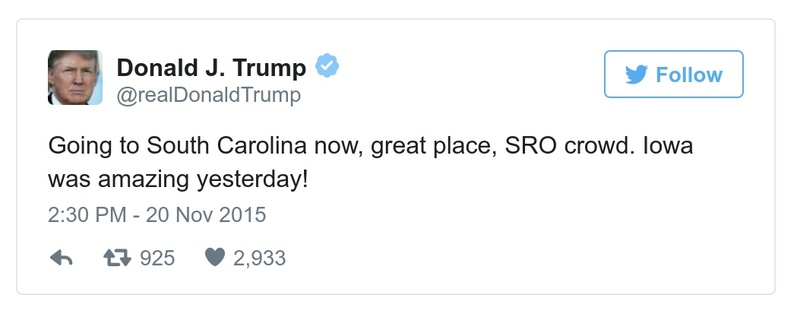 Donald J. Trump
@realDonaldTrump
Follow
Going to South Carolina now, great place, SRO crowd. Iowa
was amazing yesterday!
2:30 PM - 20 Nov 2015
925 2,933